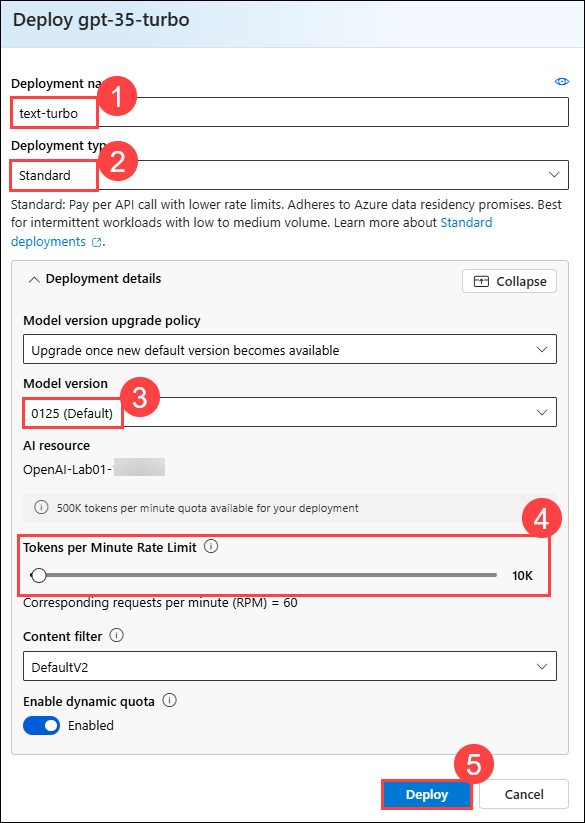 Deploy gpt-35-turbo
Deployment na
1
text-turbo
Deployment typ
2
Standard
Standard: Pay per API call with lower rate limits. Adheres to Azure data residency promises. Best
for intermittent workloads with low to medium volume. Learn more about Standard
deployments.
Deployment details
Collapse
Model version upgrade policy
Upgrade once new default version becomes available
Model version
3
0125 (Default)
AI resource
OpenAI-Lab01-
500K tokens per minute quota available for your deployment
4
Tokens per Minute Rate Limit
10K
Corresponding requests per minute (RPM) = 60
Content filter
DefaultV2
Enable dynamic quota
Enabled
5
Deploy
Cancel